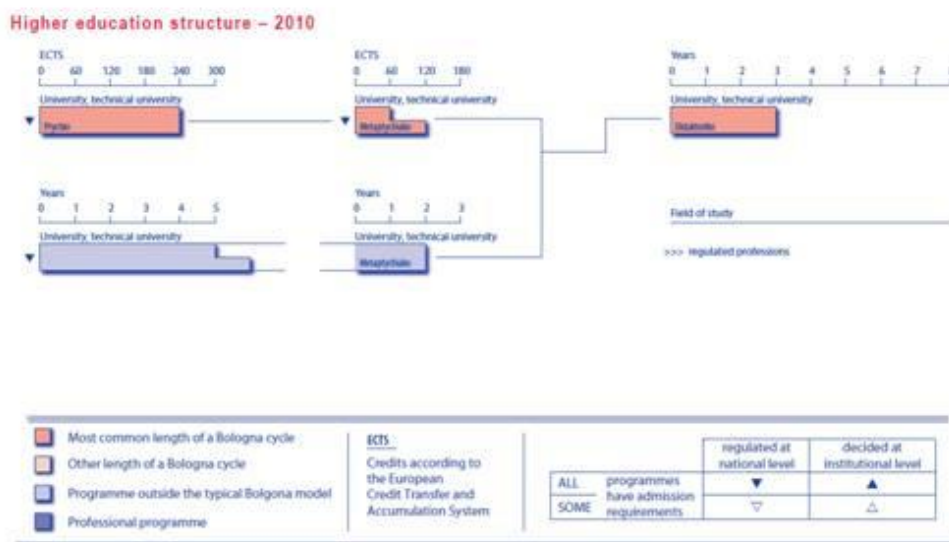 Higher education structure – 2010
ECTS
0 60 120 180 240 300
University, technical university
Ptychio
ECTS
0 60 120 180
University, technical university
Metaptychiako
Years
0 1 2 3 4 5 6 7
University, technical university
Years
0 1 2 3 4 5
University, technical university
Years
0 1 2 3
University, technical university
Metaptychiako
Field of study
>>> regulated professions
Most common length of a Bologna cycle
Other length of a Bologna cycle
Programme outside the typical Bolgona model
Professional programme
ECTS
Credits according to
the European
Credit Transfer and
Accumulation System
regulated at
national level
decided at
institutional level
ALL
SOME
programmes
have admission
requirements